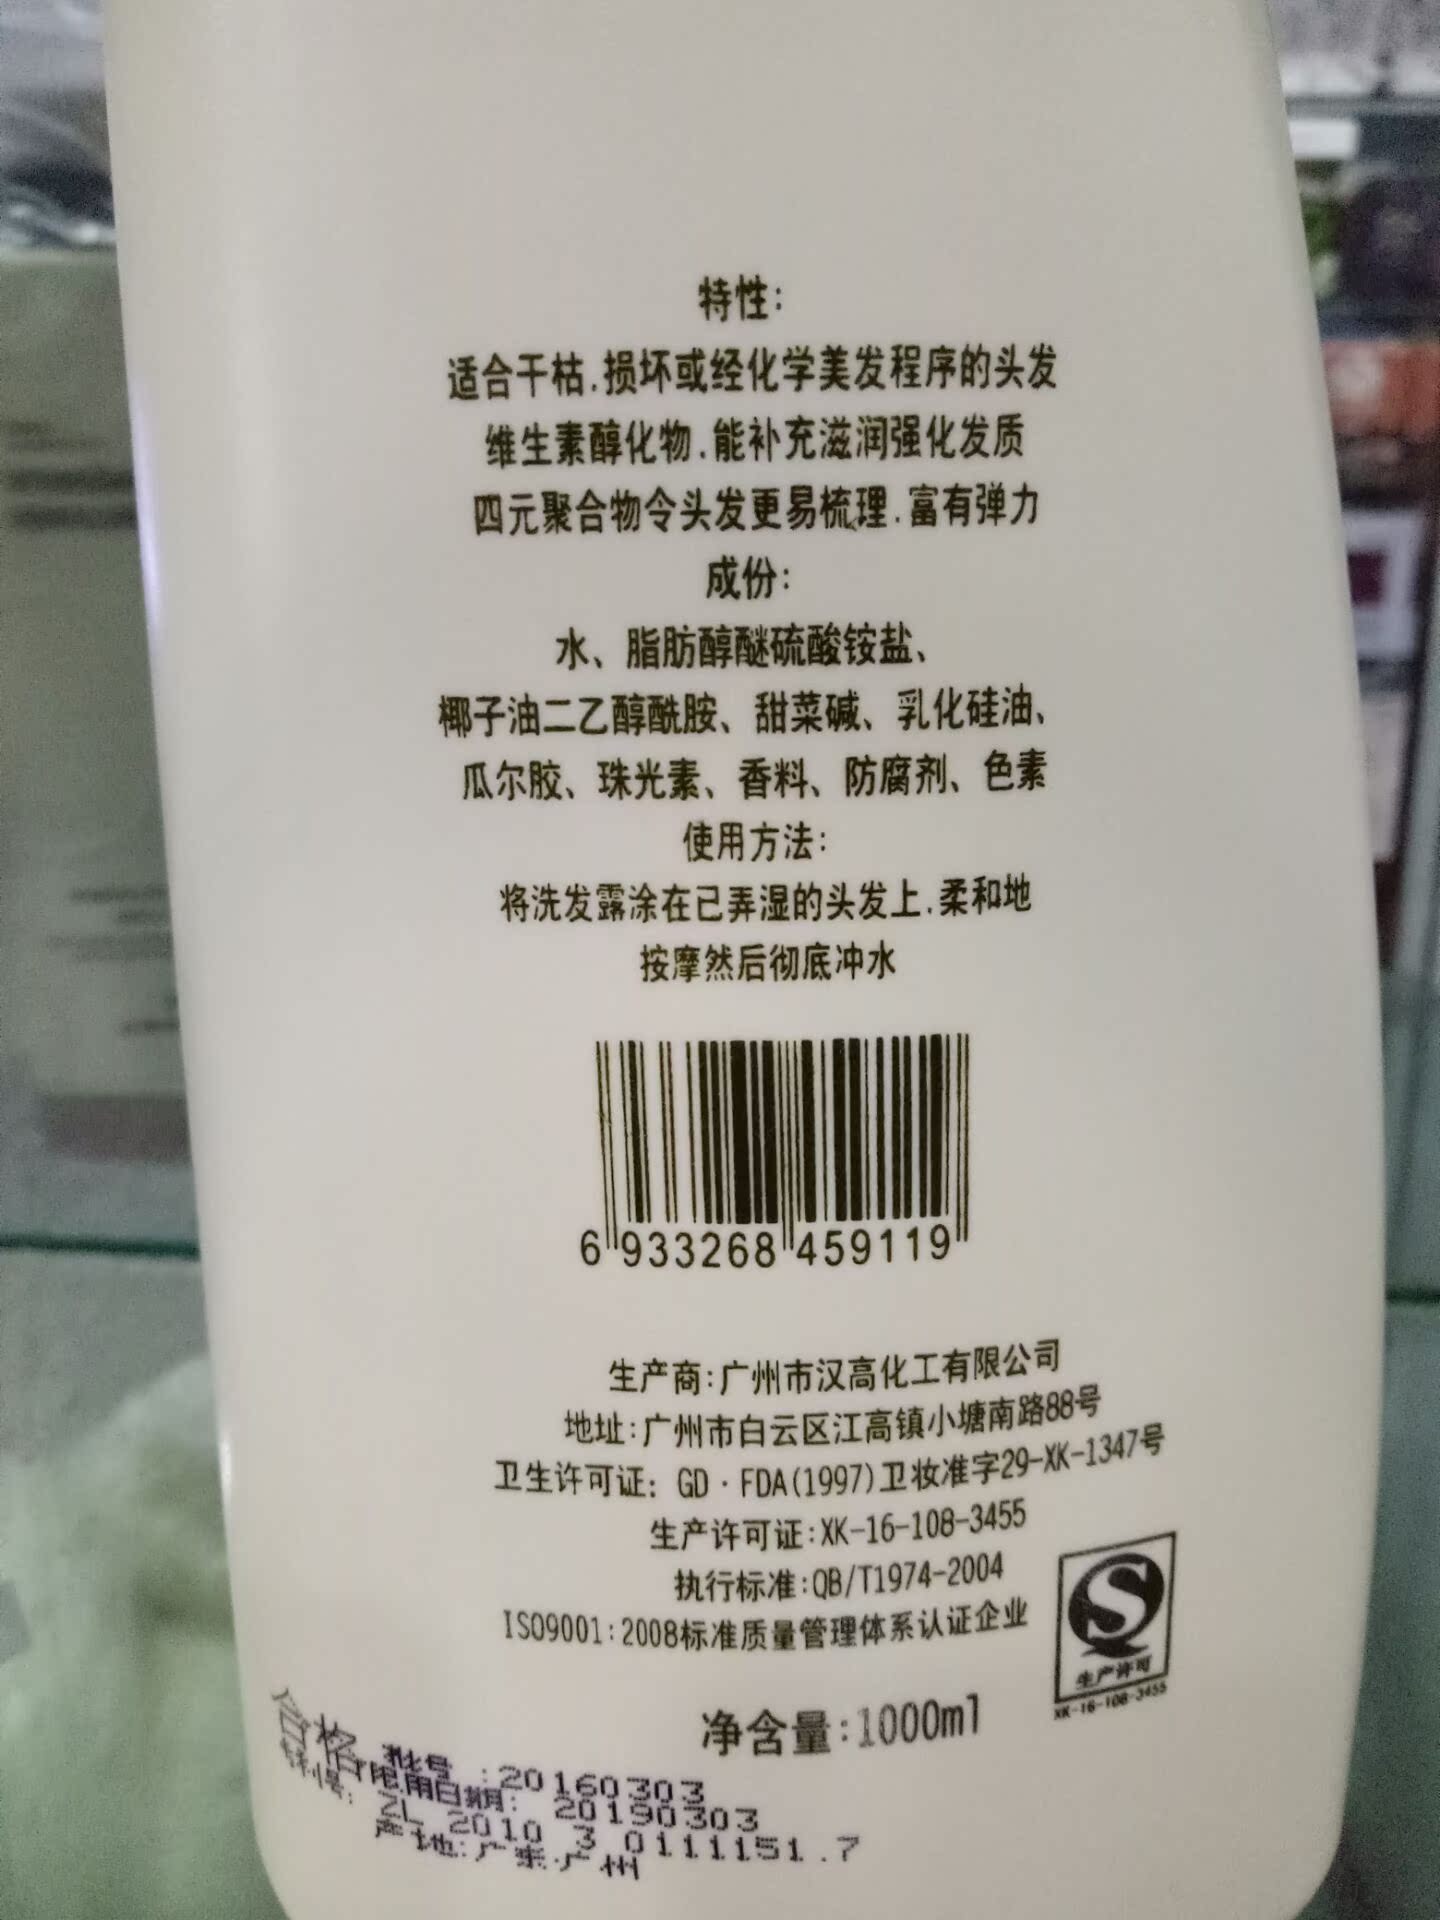 特性:
适合干枯.损坏或经化学美发程序的头发
维生素醇化物.能补充滋润强化发质
四元聚合物令头发更易梳理.富有弹力
成份:
水、脂肪醇醚硫酸铵盐、
椰子油二乙醇酰胺、甜菜碱、乳化硅油、
瓜尔胶、珠光素、香料、防腐剂、色素
使用方法:
将洗发露涂在已弄湿的头发上.柔和地
按摩然后彻底冲水
6 933268 459119
生产商:广州市汉高化工有限公司
地址:广州市白云区江高镇小塘南路88号
卫生许可证: GD·FDA(1997)卫妆准字29-XK-1347号
生产许可证:XK-16-108-3455
执行标准:QB/T1974-2004
ISO9001:2008标准质量管理体系认证企业
生产许可
XK-16-108-3455
净含量:1000ml
合格 批号:20160303
限用日期: 20190303
专利号: ZL 2010 3 0111151.7
产地:广东·广州